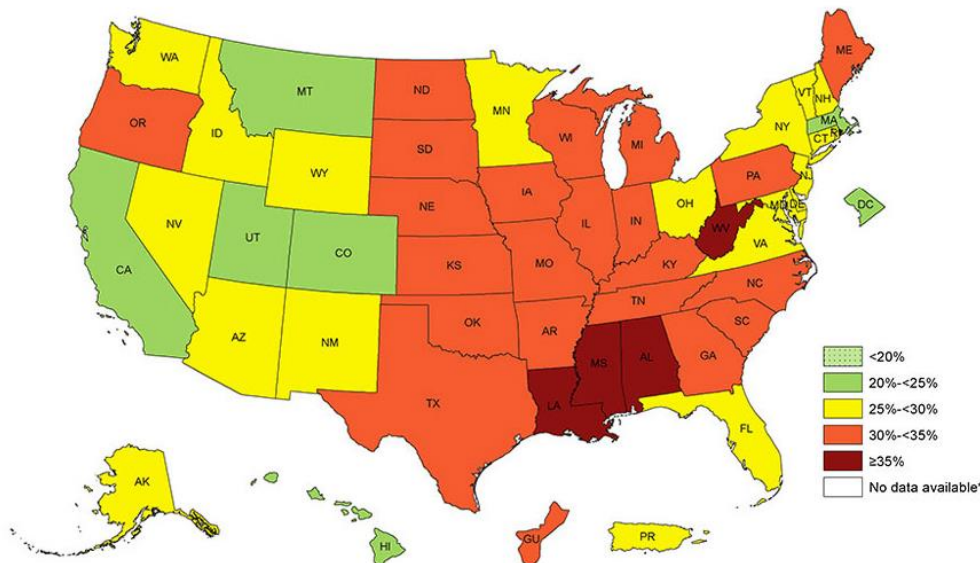 WA
MT
ND
MN
ME
VT
NH
OR
ID
SD
WI
MI
NY
MA
CT
WY
IA
PA
NJ
NE
OH
MD
DE
DC
NV
UT
CO
IL
IN
WV
VA
CA
KS
MO
KY
NC
TN
AZ
NM
OK
AR
SC
MS
AL
GA
TX
LA
FL
AK
HI
GU
PR
<20%
20%-<25%
25%-<30%
30%-<35%
≥35%
No data available*